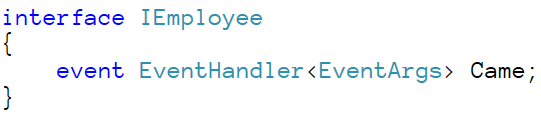 interface IEmployee
{
    event EventHandler<EventArgs> Came;
}